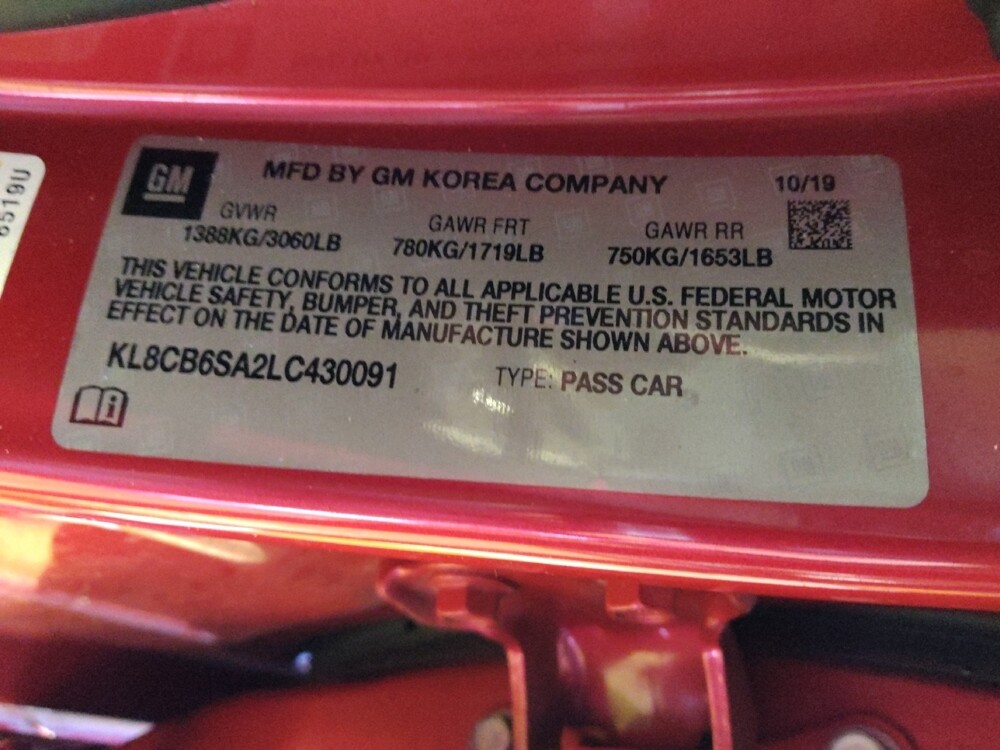 GM
MFD BY GM KOREA COMPANY
10/19
GVWR
1388KG/3060LB
GAWR FRT
780KG/1719LB
GAWR RR
750KG/1653LB
THIS VEHICLE CONFORMS TO ALL APPLICABLE U.S. FEDERAL MOTOR
VEHICLE SAFETY, BUMPER, AND THEFT PREVENTION STANDARDS IN
EFFECT ON THE DATE OF MANUFACTURE SHOWN ABOVE.
KL8CB6SA2LC430091
TYPE: PASS CAR
6519U